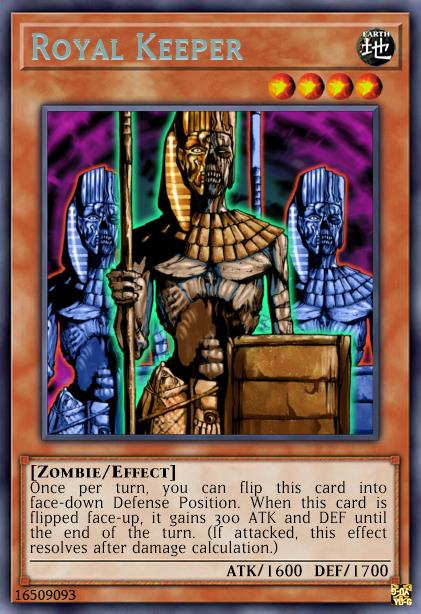 Royal Keeper
EARTH
地
[Zombie/Effect]
Once per turn, you can flip this card into
face-down Defense Position. When this card is
flipped face-up, it gains 300 ATK and DEF until
the end of the turn. (If attacked, this effect
resolves after damage calculation.)
ATK/1600 DEF/1700
16509093